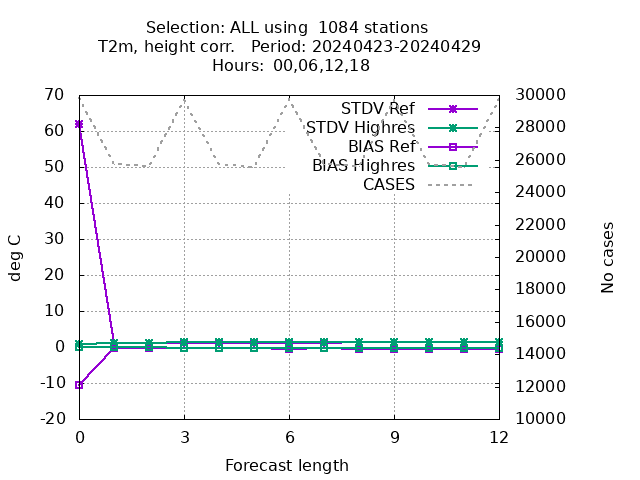 Selection: ALL using  1084 stations
T2m, height corr.   Period: 20240423-20240429
Hours:  00,06,12,18
70
60
50
40
30
20
10
0
-10
-20
30000
28000
26000
24000
22000
20000
18000
16000
14000
12000
10000
STDV Ref
STDV Highres
BIAS Ref
BIAS Highres
CASES
deg C
No cases
0
3
6
9
12
Forecast length